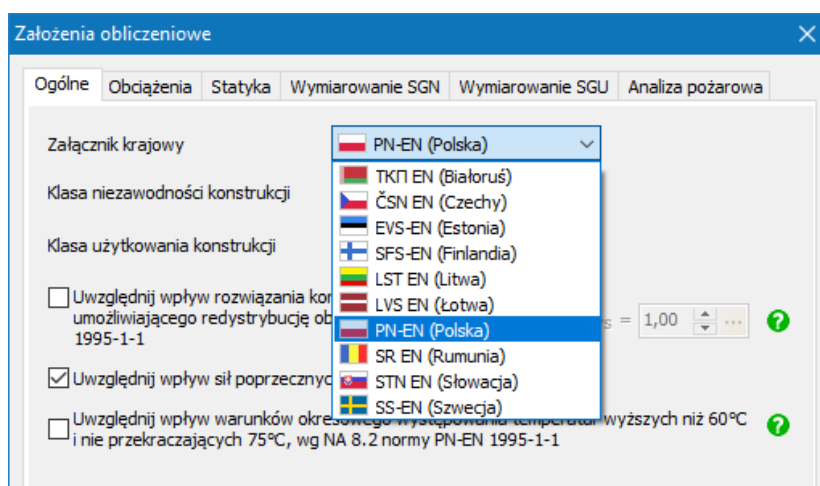 Założenia obliczeniowe
Ogólne Obciążenia Statyka Wymiarowanie SGN Wymiarowanie SGU Analiza pożarowa
Załącznik krajowy PN-EN (Polska)
ТКП EN (Białoruś)
Klasa niezawodności konstrukcji
ČSN EN (Czechy)
EVS-EN (Estonia)
Klasa użytkowania konstrukcji
SFS-EN (Finlandia)
LST EN (Litwa)
Uwzględnij wpływ rozwiązania
LVS EN (Łotwa)
umożliwiającego redystrybucję = 1,00 ... ?
PN-EN (Polska)
1995-1-1
SR EN (Rumunia)
Uwzględnij wpływ sił
STN EN (Słowacja)
SS-EN (Szwecja)
Uwzględnij wpływ warunków okresowego występowania temperatur wyższych niż 60°C
i nie przekraczających 75°C, wg NA 8.2 normy PN-EN 1995-1-1 ?